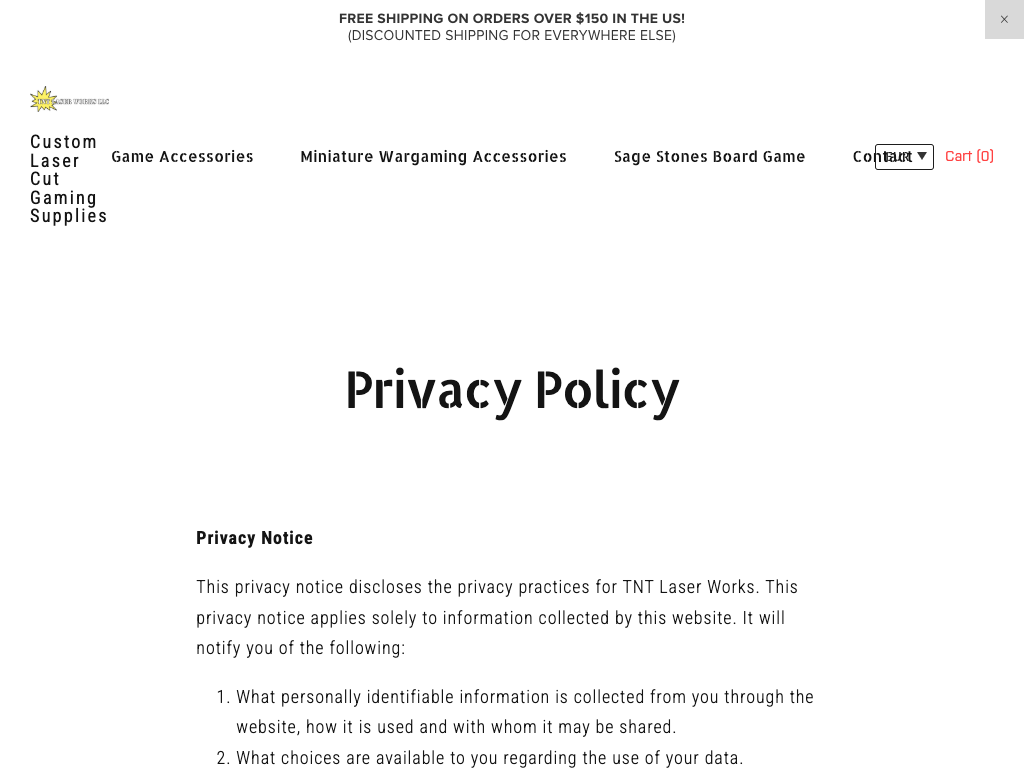 FREE SHIPPING ON ORDERS OVER $150 IN THE US!
(DISCOUNTED SHIPPING FOR EVERYWHERE ELSE)
TNT LASER WORKS LLC
Custom
Laser
Cut
Gaming
Supplies
Game Accessories
Miniature Wargaming Accessories
Sage Stones Board Game
Contact
EUR
Cart (0)
Privacy Policy
Privacy Notice
This privacy notice discloses the privacy practices for TNT Laser Works. This
privacy notice applies solely to information collected by this website. It will
notify you of the following:
1. What personally identifiable information is collected from you through the
website, how it is used and with whom it may be shared.
2. What choices are available to you regarding the use of your data.